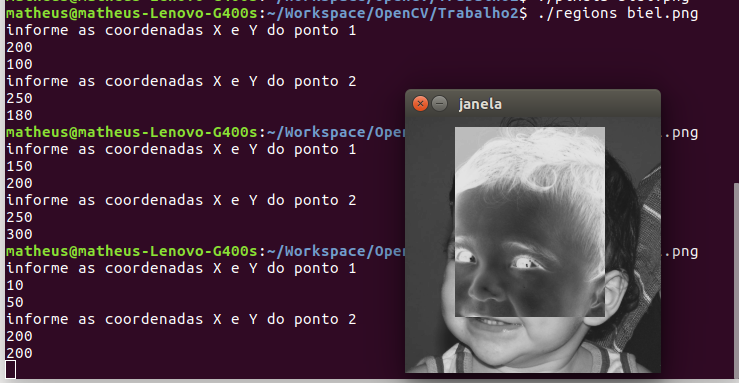 matheus@matheus-Lenovo-G400s:~/Workspace/OpenCV/Trabalho2$ ./regions biel.png
informe as coordenadas X e Y do ponto 1
200
100
informe as coordenadas X e Y do ponto 2
250
180
matheus@matheus-Lenovo-G400s:~/Workspace/Open .png
informe as coordenadas X e Y do ponto 1
150
200
informe as coordenadas X e Y do ponto 2
250
300
matheus@matheus-Lenovo-G400s:~/Workspace/Open .png
informe as coordenadas X e Y do ponto 1
10
50
informe as coordenadas X e Y do ponto 2
200
200
janela